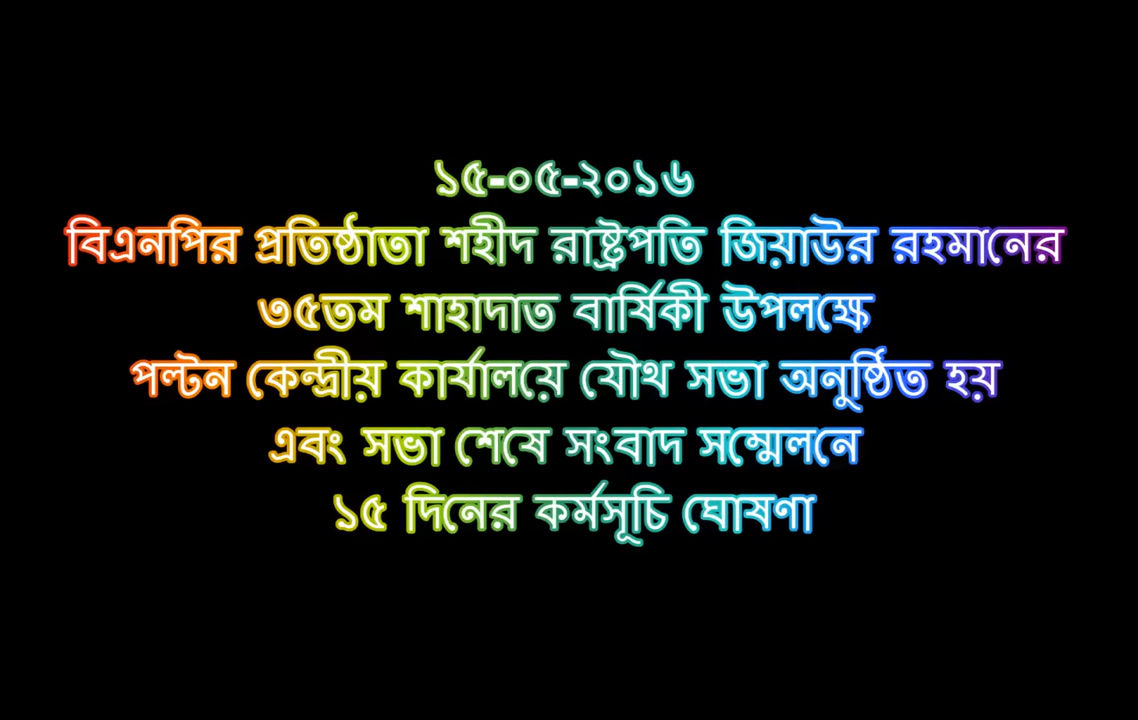 ১৫-০৫-২০১৬
বিএনপির প্রতিষ্ঠাতা শহীদ রাষ্ট্রপতি জিয়াউর রহমানের
৩৫তম শাহাদাত বার্ষিকী উপলক্ষে
পল্টন কেন্দ্রীয় কার্যালয়ে যৌথ সভা অনুষ্ঠিত হয়
এবং সভা শেষে সংবাদ সম্মেলনে
১৫ দিনের কর্মসূচি ঘোষণা